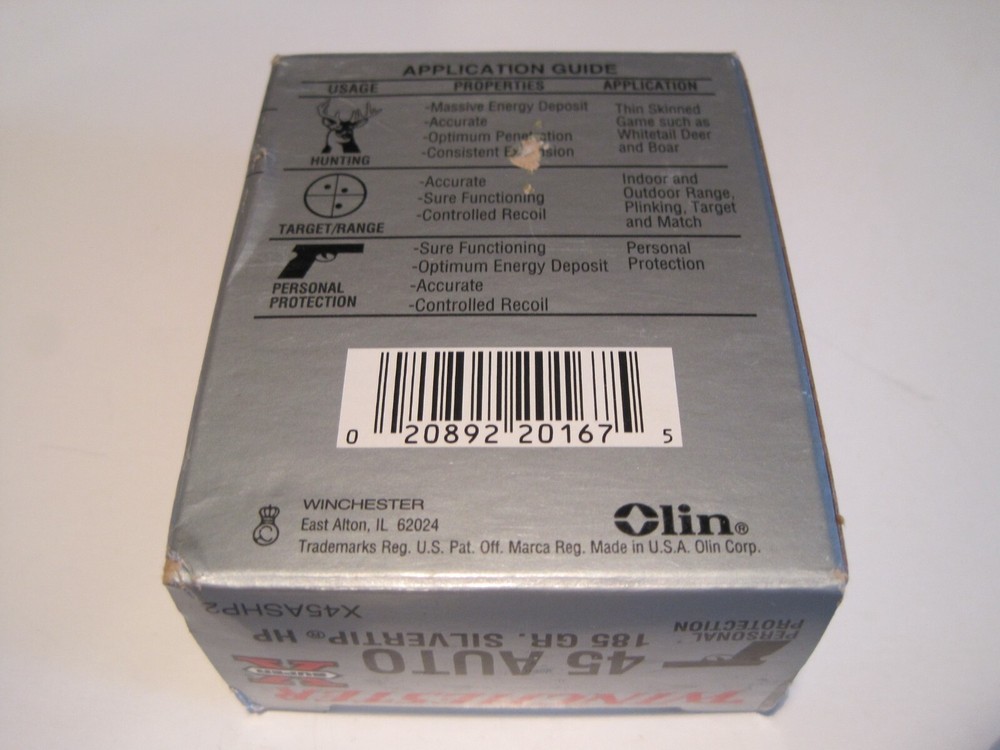 APPLICATION GUIDE
USAGE PROPERTIES APPLICATION
HUNTING
-Massive Energy Deposit
-Accurate
-Optimum Penetration
-Consistent Expansion
Thin Skinned
Game such as
Whitetail Deer
and Boar
TARGET/RANGE
-Accurate
-Sure Functioning
-Controlled Recoil
Indoor and
Outdoor Range,
Plinking, Target
and Match
PERSONAL
PROTECTION
-Sure Functioning
-Optimum Energy Deposit
-Accurate
-Controlled Recoil
Personal
Protection
0 20892 20167 5
WINCHESTER
East Alton, IL 62024
Trademarks Reg. U.S. Pat. Off. Marca Reg. Made in U.S.A. Olin Corp.
Olin®
WINCHESTER
SUPER X
45 AUTO
185 GR. SILVERTIP® HP
X45ASHP2
PERSONAL
PROTECTION